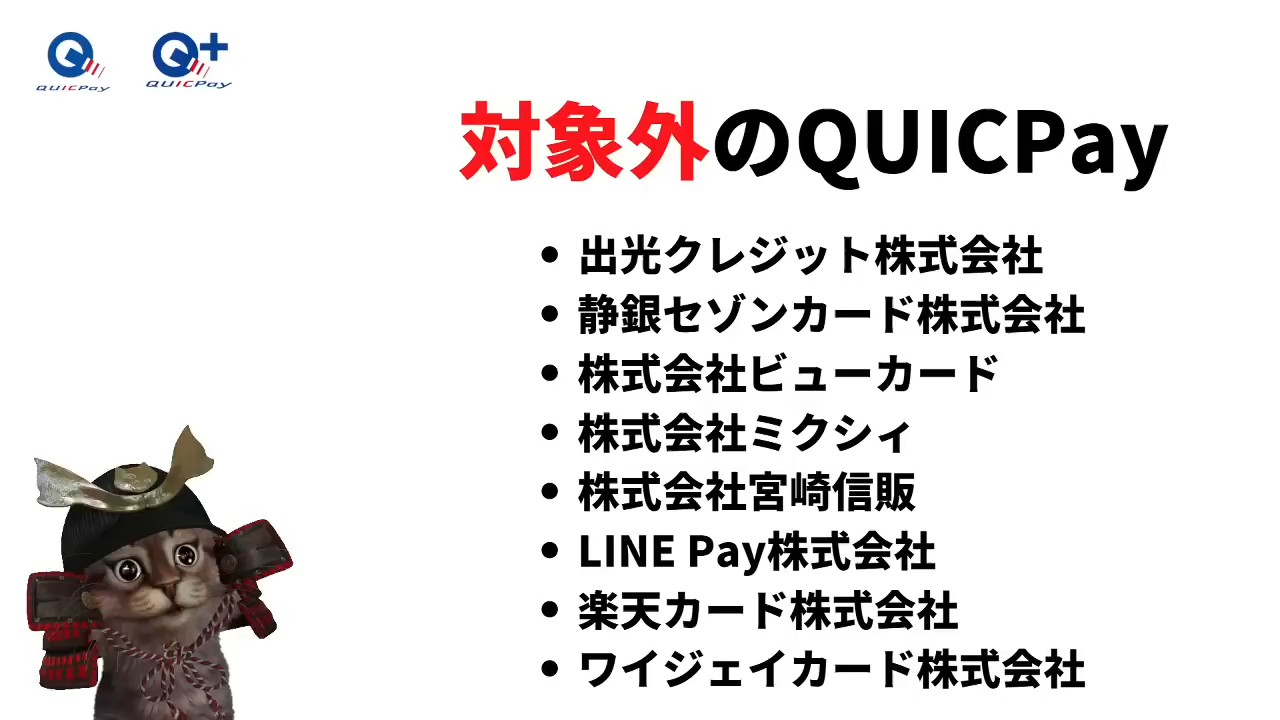 QUICPay
QUICPay
対象外のQUICPay
• 出光クレジット株式会社
• 静銀セゾンカード株式会社
• 株式会社ビューカード
• 株式会社ミクシィ
• 株式会社宮崎信販
• LINE Pay株式会社
• 楽天カード株式会社
• ワイジェイカード株式会社